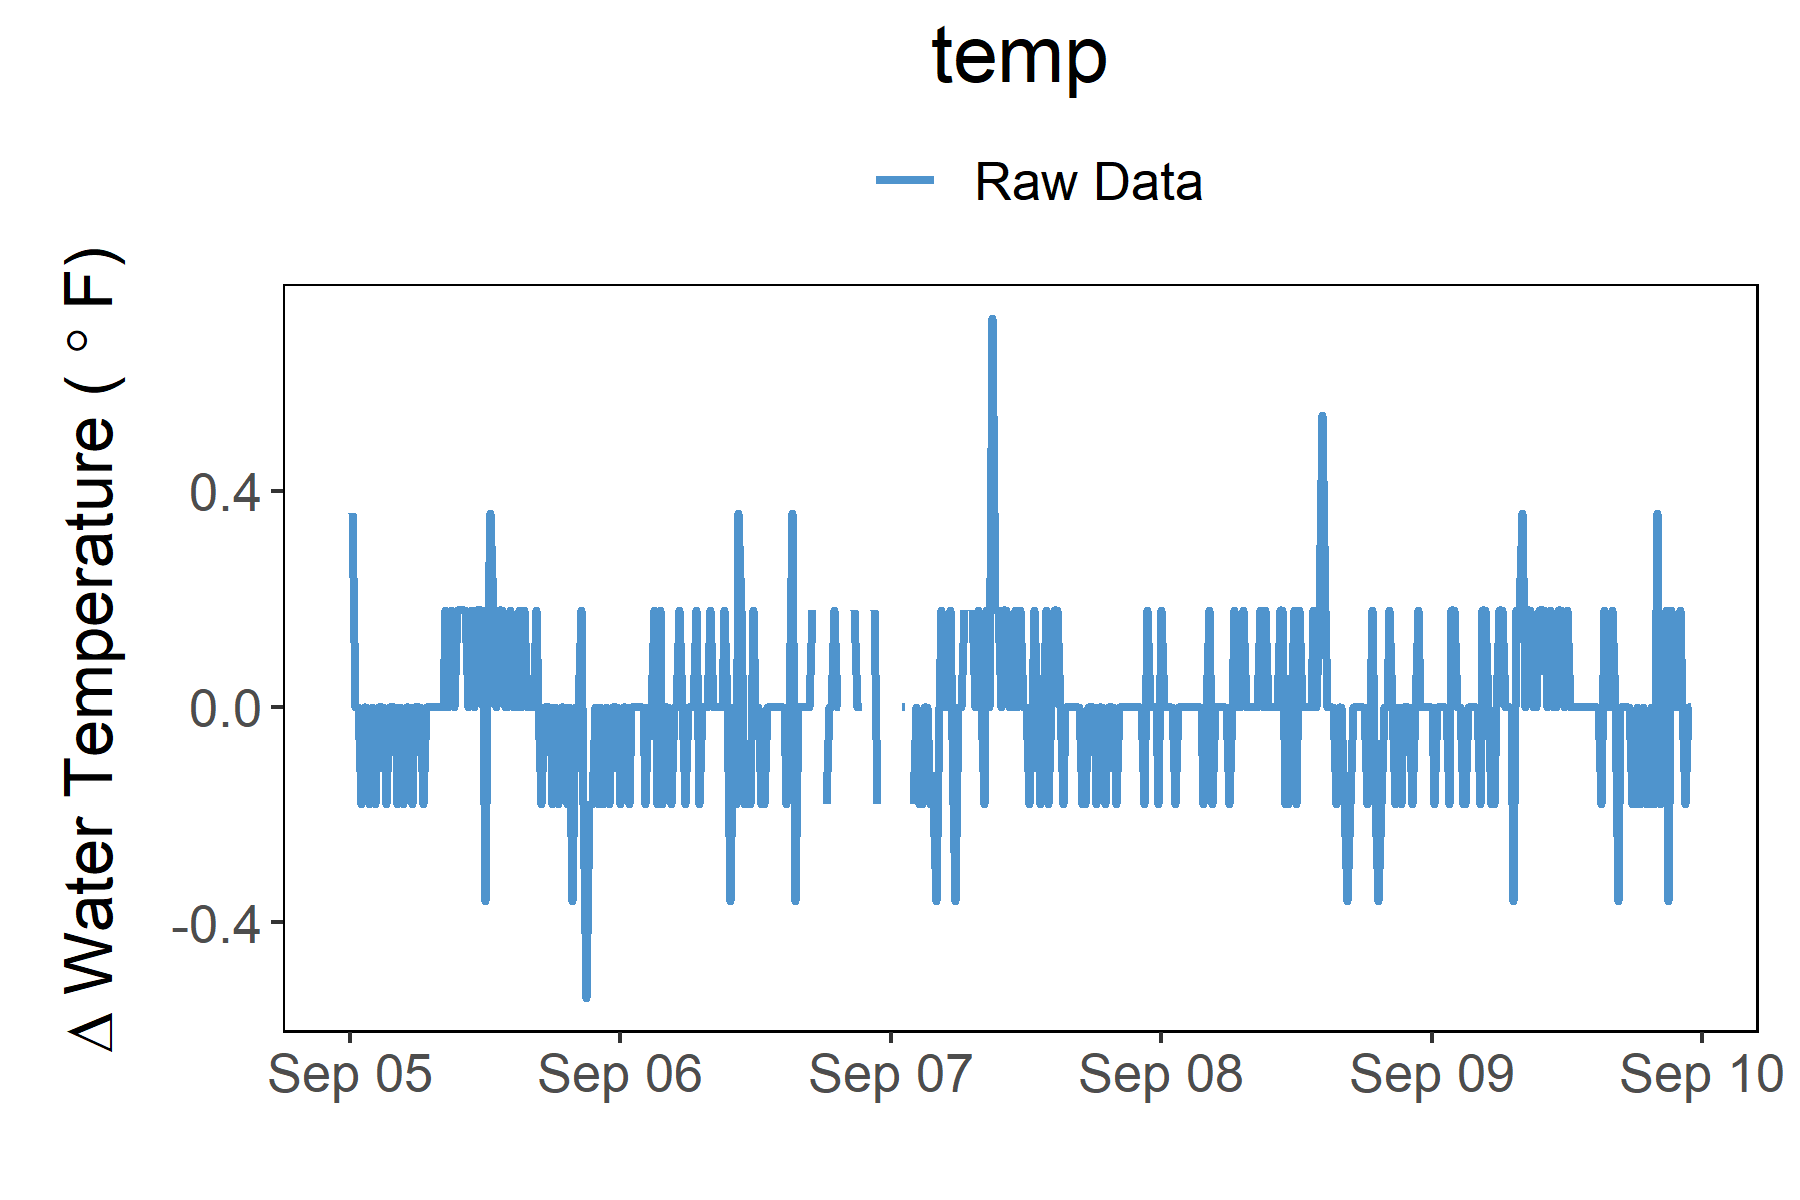 temp
Raw Data
Δ Water Temperature ( ° F)
0.4
0.0
-0.4
Sep 05 Sep 06 Sep 07 Sep 08 Sep 09 Sep 10